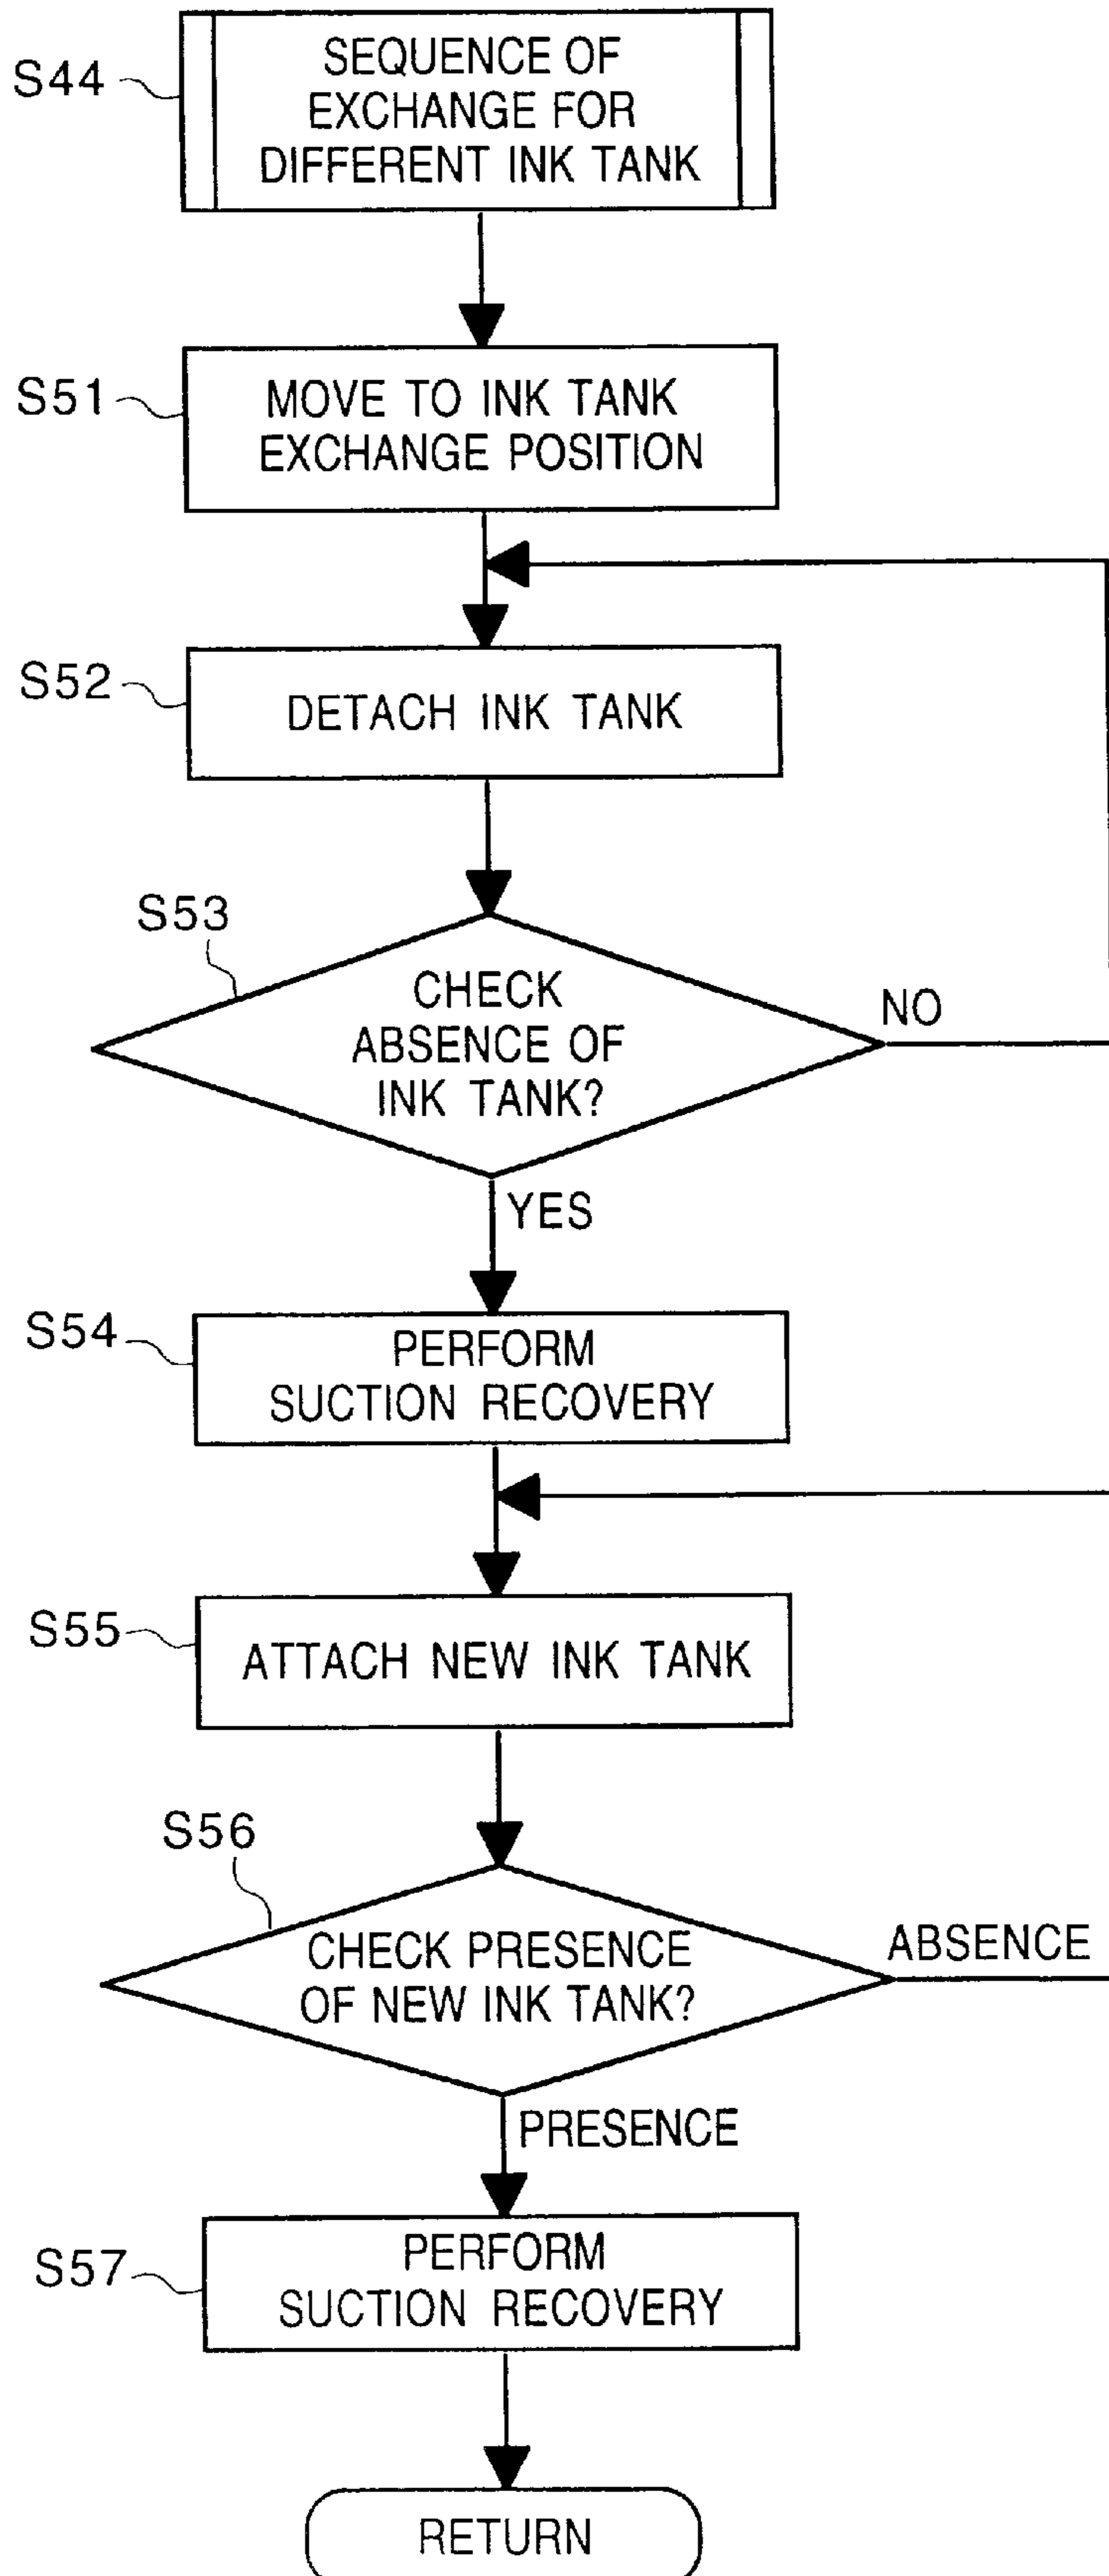 S44
SEQUENCE OF
EXCHANGE FOR
DIFFERENT INK TANK
S51
MOVE TO INK TANK
EXCHANGE POSITION
S52
DETACH INK TANK
S53
CHECK
ABSENCE OF
INK TANK?
NO
YES
S54
PERFORM
SUCTION RECOVERY
S55
ATTACH NEW INK TANK
S56
CHECK PRESENCE
OF NEW INK TANK?
ABSENCE
PRESENCE
S57
PERFORM
SUCTION RECOVERY
RETURN